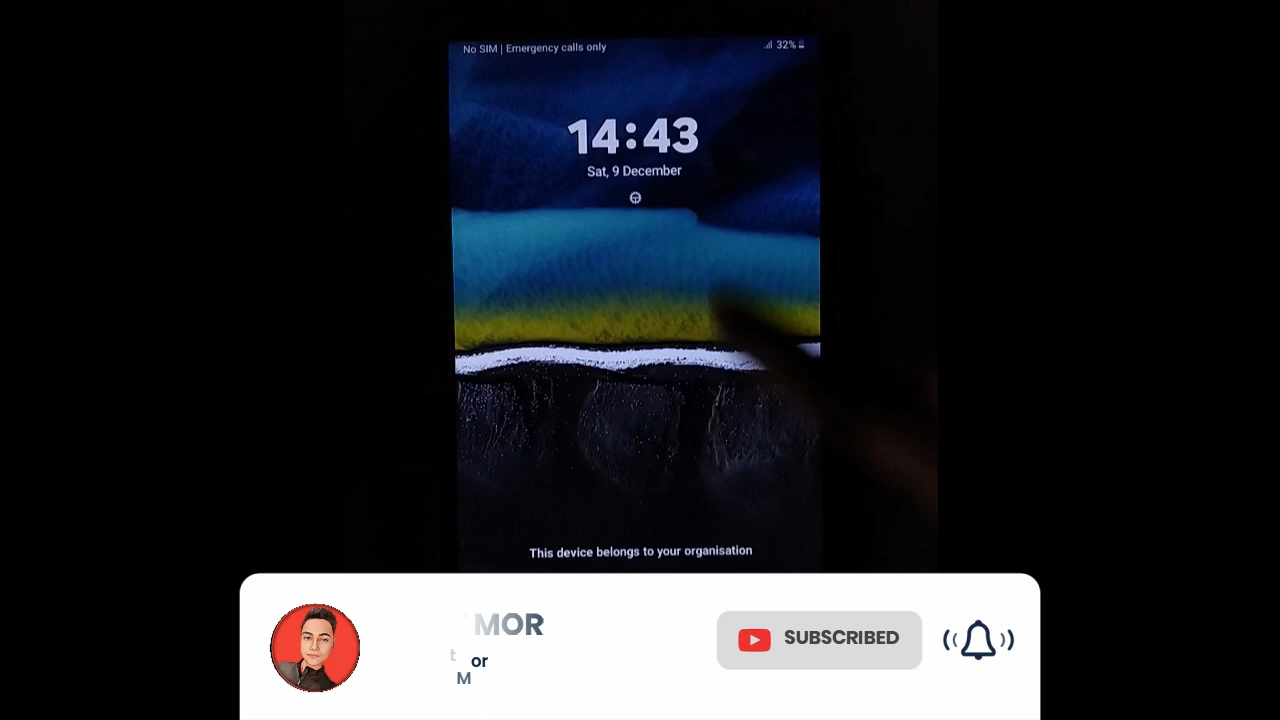 No SIM | Emergency calls only 32%
14:43
Sat, 9 December
This device belongs to your organisation
MOR
SUBSCRIBED
t or
M